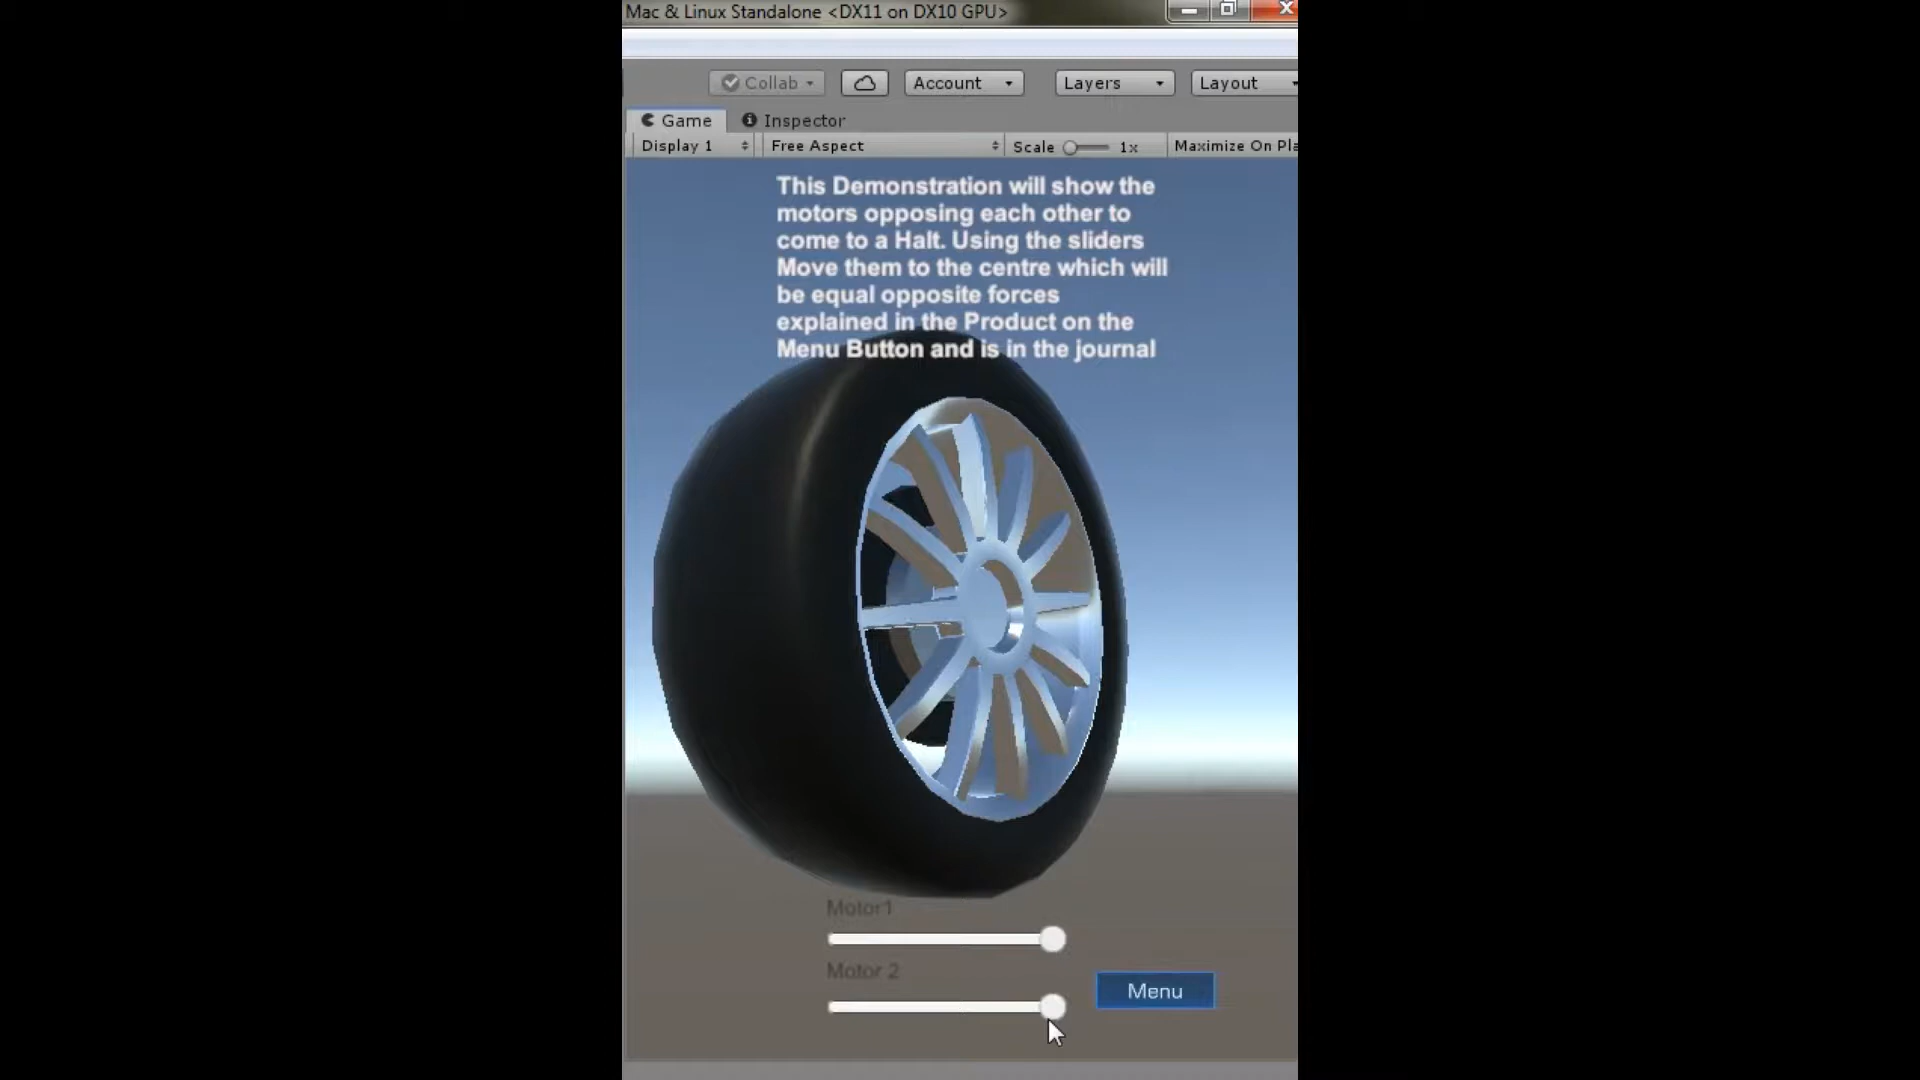 Mac & Linux Standalone <DX11 on DX10 GPU>
Collab Account Layers Layout
Game Inspector
Display 1 Free Aspect Scale 1x Maximize On Pla
This Demonstration will show the
motors opposing each other to
come to a Halt. Using the sliders
Move them to the centre which will
be equal opposite forces
explained in the Product on the
Menu Button and is in the journal
Motor1
Motor 2
Menu